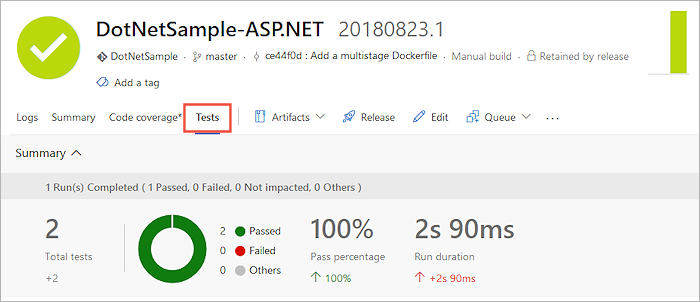 DotNetSample-ASP.NET 20180823.1
DotNetSample · master · ce44f0d : Add a multistage Dockerfile · Manual build · Retained by release
Add a tag
Logs Summary Code coverage* Tests Artifacts Release Edit Queue ...
Summary
1 Run(s) Completed ( 1 Passed, 0 Failed, 0 Not impacted, 0 Others )
2
Total tests
+2
2 Passed
0 Failed
0 Others
100%
Pass percentage
↑ 100%
2s 90ms
Run duration
↑ +2s 90ms